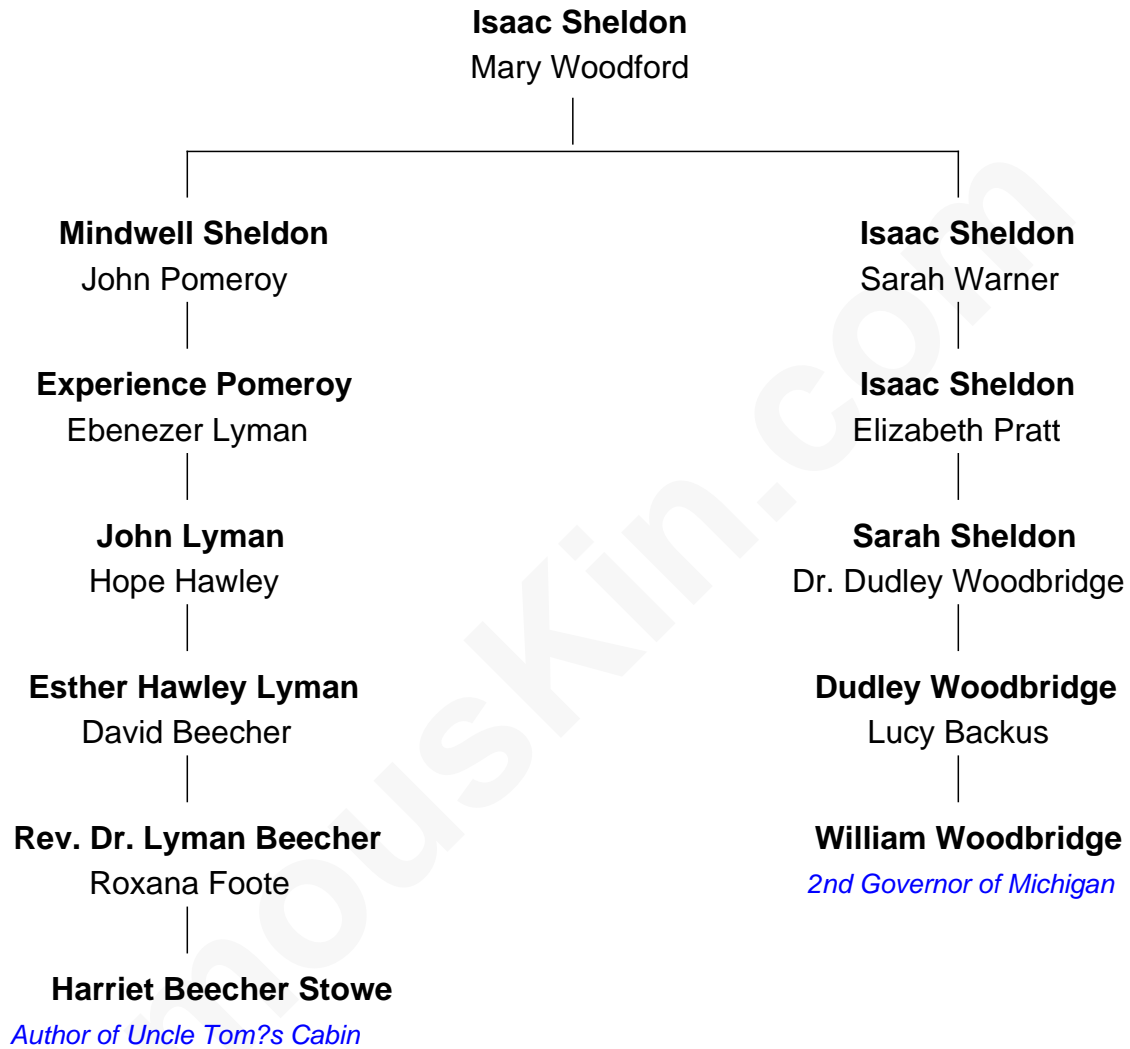 Isaac Sheldon
Mary Woodford
Mindwell Sheldon
John Pomeroy
Isaac Sheldon
Sarah Warner
Experience Pomeroy
Ebenezer Lyman
Isaac Sheldon
Elizabeth Pratt
John Lyman
Hope Hawley
Sarah Sheldon
Dr. Dudley Woodbridge
Esther Hawley Lyman
David Beecher
Dudley Woodbridge
Lucy Backus
Rev. Dr. Lyman Beecher
Roxana Foote
William Woodbridge
2nd Governor of Michigan
Harriet Beecher Stowe
Author of Uncle Tom?s Cabin
mousKin.com